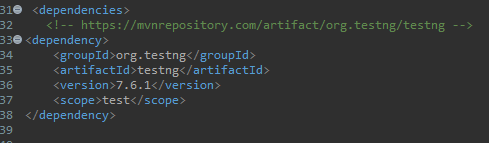 31 <dependencies>
32 <!-- https://mvnrepository.com/artifact/org.testng/testng -->
33 <dependency>
34 <groupId>org.testng</groupId>
35 <artifactId>testng</artifactId>
36 <version>7.6.1</version>
37 <scope>test</scope>
38 </dependency>
39